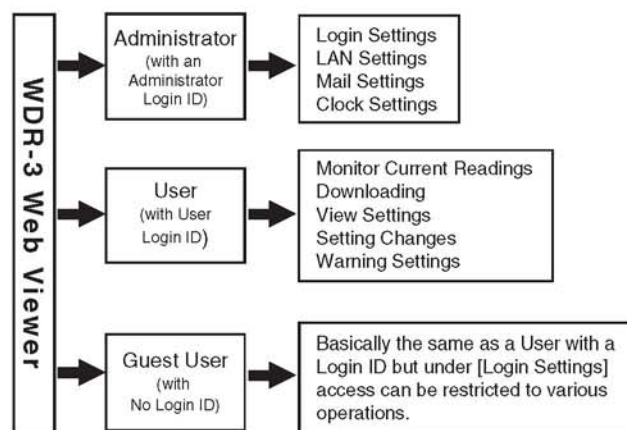 WDR-3 Web Viewer
Administrator
(with an
Administrator
Login ID)
Login Settings
LAN Settings
Mail Settings
Clock Settings
User
(with User
Login ID)
Monitor Current Readings
Downloading
View Settings
Setting Changes
Warning Settings
Guest User
(with
No Login ID)
Basically the same as a User with a
Login ID but under [Login Settings]
access can be restricted to various
operations.